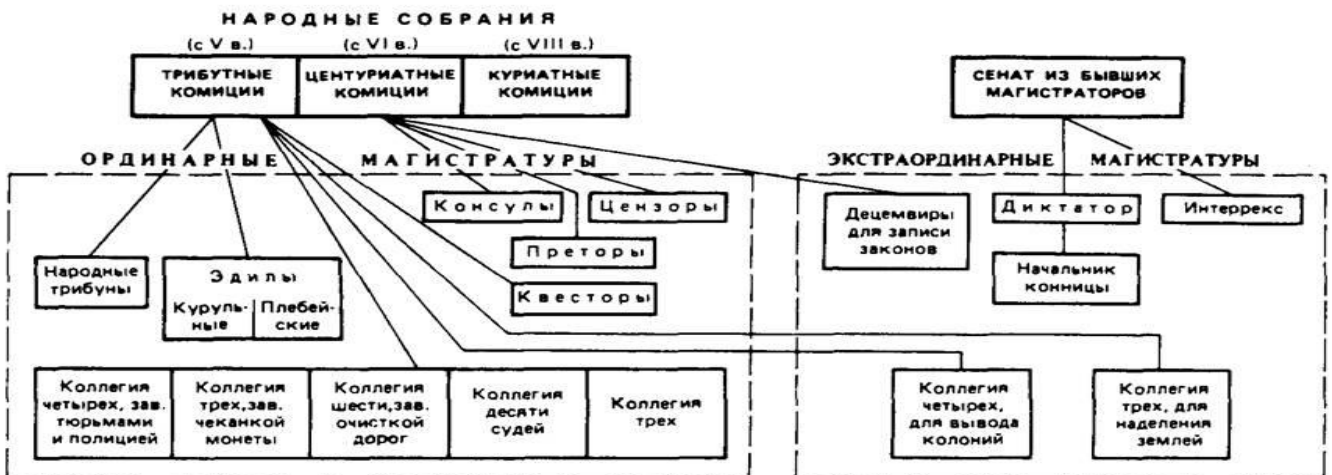 НАРОДНЫЕ СОБРАНИЯ
(с V в.) (с VI в.) (с VIII в.)
ТРИБУТНЫЕ КОМИЦИИ
ЦЕНТУРИАТНЫЕ КОМИЦИИ
КУРИАТНЫЕ КОМИЦИИ
СЕНАТ ИЗ БЫВШИХ
МАГИСТРАТОРОВ
ОРДИНАРНЫЕ МАГИСТРАТУРЫ
ЭКСТРАОРДИНАРНЫЕ МАГИСТРАТУРЫ
Консулы
Цензоры
Преторы
Квесторы
Народные
трибуны
Эдилы
Куруль-
ные
Плебей-
ские
Децемвиры
для записи
законов
Диктатор
Интеррекс
Начальник
конницы
Коллегия
четырех, зав.
тюрьмами
и полицией
Коллегия
трех, зав.
чеканкой
монеты
Коллегия
шести, зав.
очисткой
дорог
Коллегия
десяти
судей
Коллегия
трех
Коллегия
четырех,
для вывода
колоний
Коллегия
трех, для
наделения
землей